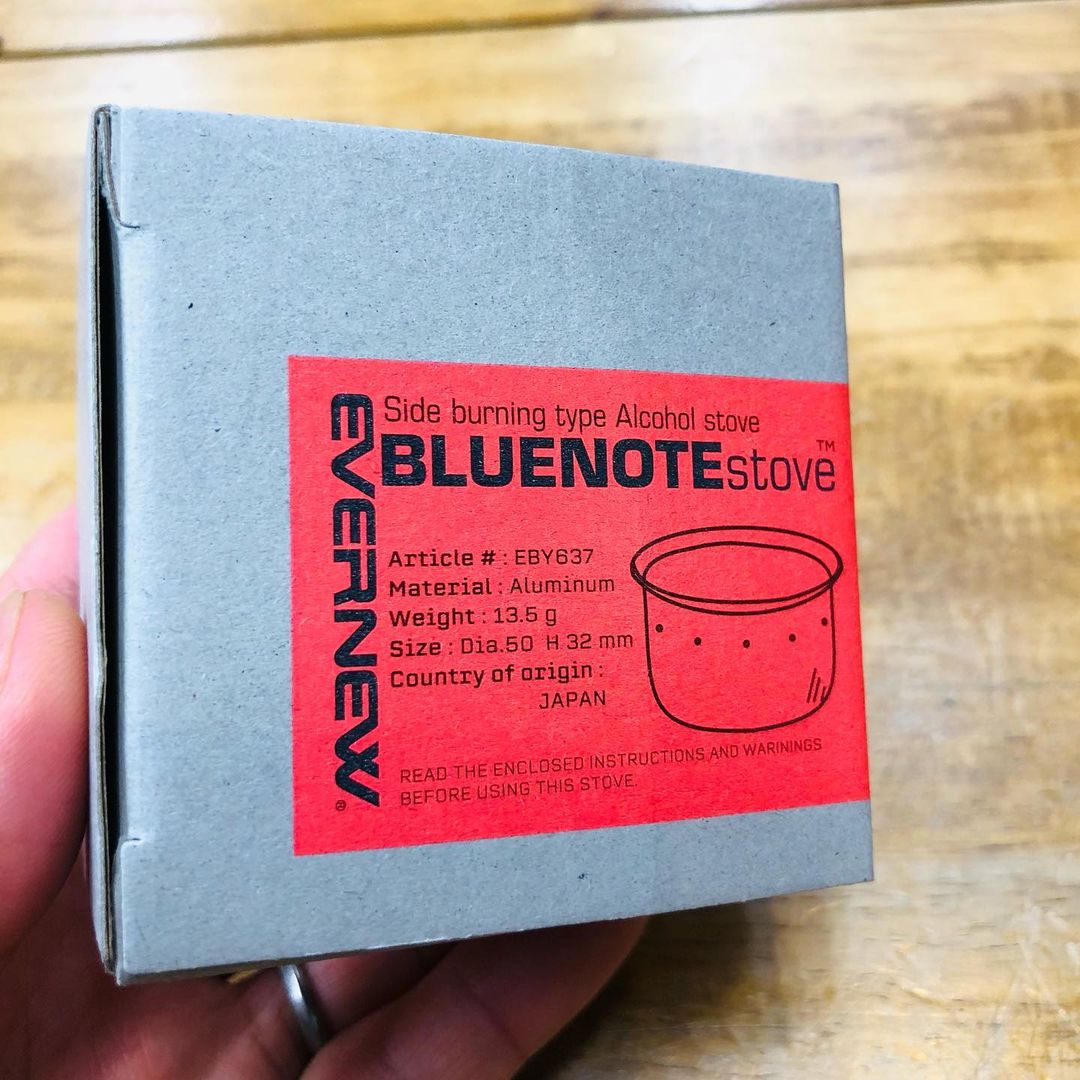 EVERNEW®
Side burning type Alcohol stove
BLUENOTEstove™
Article # : EBY637
Material : Aluminum
Weight : 13.5 g
Size : Dia.50 H 32 mm
Country of origin :
JAPAN
READ THE ENCLOSED INSTRUCTIONS AND WARININGS
BEFORE USING THIS STOVE.